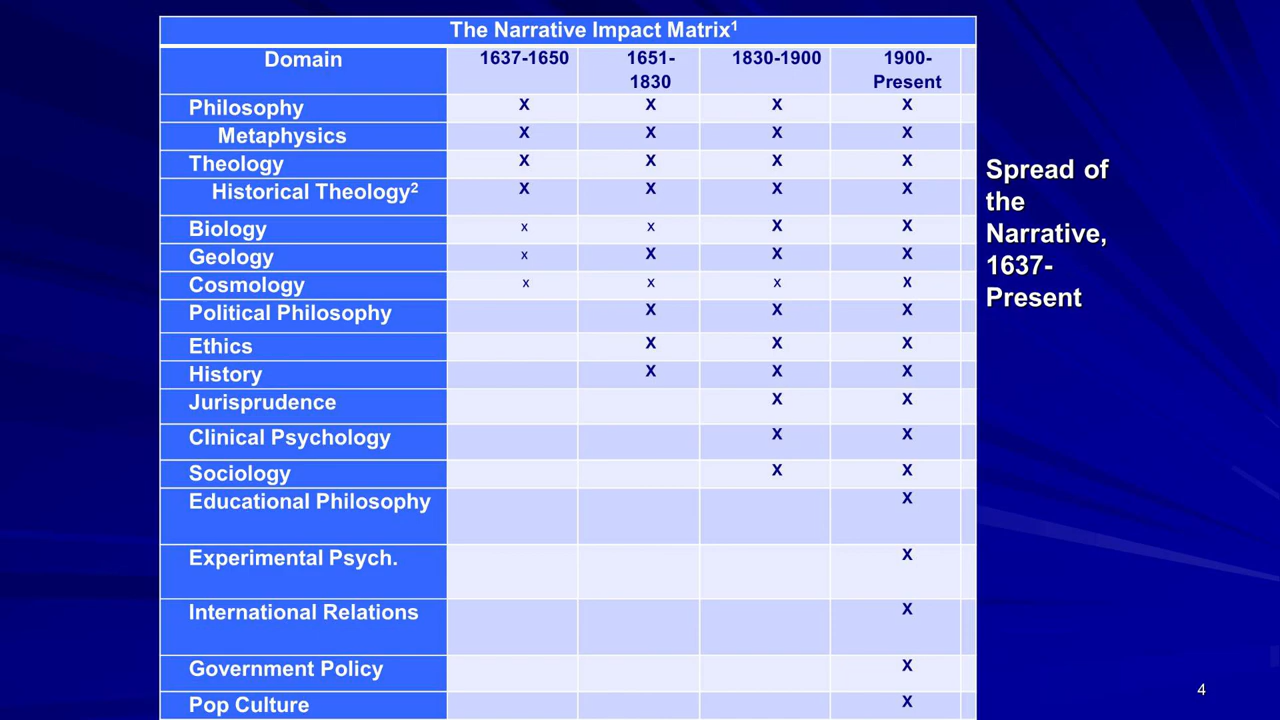 The Narrative Impact Matrix¹
Domain 1637-1650 1651-1830 1830-1900 1900-Present
Philosophy X X X X
Metaphysics X X X X
Theology X X X X
Historical Theology² X X X X
Biology x x X X
Geology x X X X
Cosmology x x x X
Political Philosophy X X X
Ethics X X X
History X X X
Jurisprudence X X
Clinical Psychology X X
Sociology X X
Educational Philosophy X
Experimental Psych. X
International Relations X
Government Policy X
Pop Culture X
Spread of
the
Narrative,
1637-
Present
4